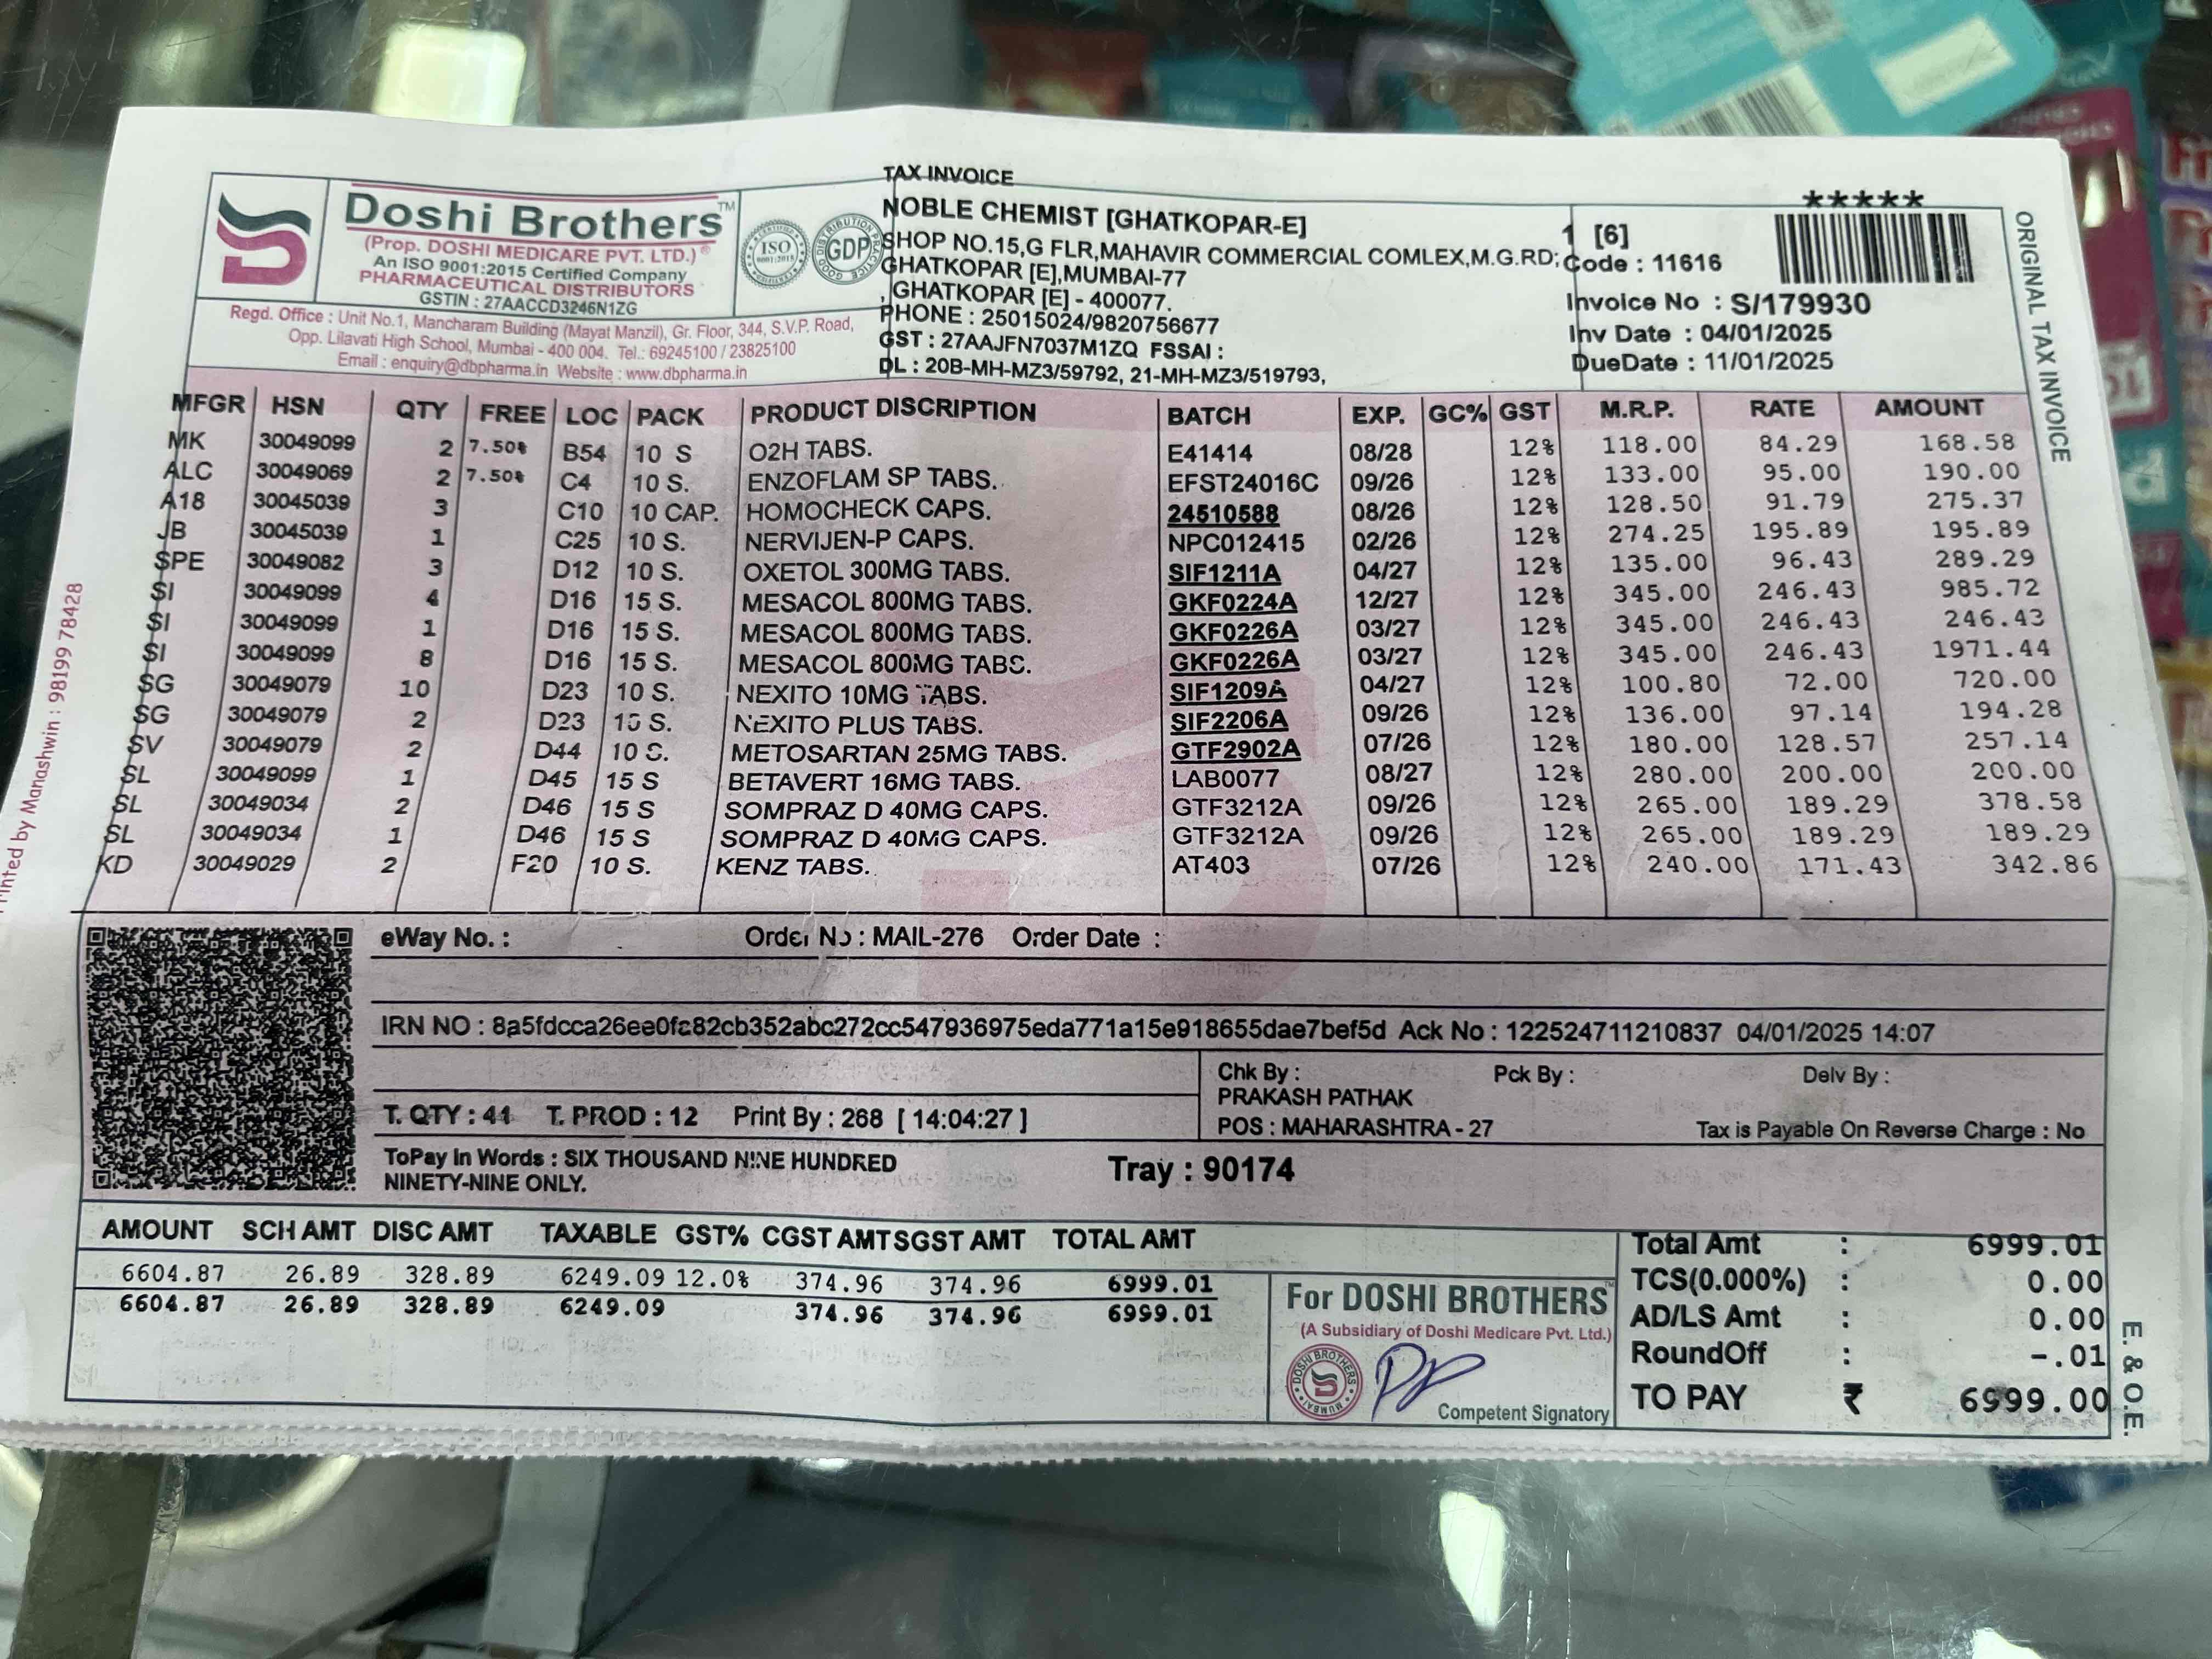 TAX INVOICE
Doshi Brothers™
(Prop. DOSHI MEDICARE PVT. LTD.)®
An ISO 9001:2015 Certified Company
PHARMACEUTICAL DISTRIBUTORS
GSTIN : 27AACCD3246N1ZG
Regd. Office : Unit No.1, Mancharam Building (Mayat Manzil), Gr. Floor, 344, S.V.P. Road,
Opp. Lilavati High School, Mumbai - 400 004. Tel.: 69245100 / 23825100
Email : enquiry@dbpharma.in Website : www.dbpharma.in
CERTIFIED ISO 9001:2015
GOOD DISTRIBUTION PRACTICE GDP
NOBLE CHEMIST [GHATKOPAR-E]
SHOP NO.15,G FLR,MAHAVIR COMMERCIAL COMLEX,M.G.RD;
GHATKOPAR [E],MUMBAI-77
, GHATKOPAR [E] - 400077.
PHONE : 25015024/9820756677
GST : 27AAJFN7037M1ZQ FSSAI :
DL : 20B-MH-MZ3/59792, 21-MH-MZ3/519793,
*****
1 [6]
Code : 11616
Invoice No : S/179930
Inv Date : 04/01/2025
DueDate : 11/01/2025
ORIGINAL TAX INVOICE
MFGR HSN QTY FREE LOC PACK PRODUCT DISCRIPTION BATCH EXP. GC% GST M.R.P. RATE AMOUNT
MK 30049099 2 7.50% B54 10 S O2H TABS. E41414 08/28 12% 118.00 84.29 168.58
ALC 30049069 2 7.50% C4 10 S. ENZOFLAM SP TABS. EFST24016C 09/26 12% 133.00 95.00 190.00
A18 30045039 3 C10 10 CAP. HOMOCHECK CAPS. 24510588 08/26 12% 128.50 91.79 275.37
JB 30045039 1 C25 10 S. NERVIJEN-P CAPS. NPC012415 02/26 12% 274.25 195.89 195.89
SPE 30049082 3 D12 10 S. OXETOL 300MG TABS. SIF1211A 04/27 12% 135.00 96.43 289.29
SI 30049099 4 D16 15 S. MESACOL 800MG TABS. GKF0224A 12/27 12% 345.00 246.43 985.72
SI 30049099 1 D16 15 S. MESACOL 800MG TABS. GKF0226A 03/27 12% 345.00 246.43 246.43
SI 30049099 8 D16 15 S. MESACOL 800MG TABS. GKF0226A 03/27 12% 345.00 246.43 1971.44
SG 30049079 10 D23 10 S. NEXITO 10MG TABS. SIF1209A 04/27 12% 100.80 72.00 720.00
SG 30049079 2 D23 10 S. NEXITO PLUS TABS. SIF2206A 09/26 12% 136.00 97.14 194.28
SV 30049079 2 D44 10 S. METOSARTAN 25MG TABS. GTF2902A 07/26 12% 180.00 128.57 257.14
SL 30049099 1 D45 15 S BETAVERT 16MG TABS. LAB0077 08/27 12% 280.00 200.00 200.00
SL 30049034 2 D46 15 S SOMPRAZ D 40MG CAPS. GTF3212A 09/26 12% 265.00 189.29 378.58
SL 30049034 1 D46 15 S SOMPRAZ D 40MG CAPS. GTF3212A 09/26 12% 265.00 189.29 189.29
KD 30049029 2 F20 10 S. KENZ TABS. AT403 07/26 12% 240.00 171.43 342.86
Printed by Manashwin : 98199 78428
eWay No. : Order No : MAIL-276 Order Date :
IRN NO : 8a5fdcca26ee0fc82cb352abc272cc547936975eda771a15e918655dae7bef5d Ack No : 122524711210837 04/01/2025 14:07
Chk By : Pck By : Delv By :
PRAKASH PATHAK
T. QTY : 44 T. PROD : 12 Print By : 268 [ 14:04:27 ]
POS : MAHARASHTRA - 27 Tax is Payable On Reverse Charge : No
ToPay In Words : SIX THOUSAND NINE HUNDRED
NINETY-NINE ONLY.
Tray : 90174
AMOUNT SCH AMT DISC AMT TAXABLE GST% CGST AMT SGST AMT TOTAL AMT
6604.87 26.89 328.89 6249.09 12.0% 374.96 374.96 6999.01
6604.87 26.89 328.89 6249.09 374.96 374.96 6999.01
For DOSHI BROTHERS™
(A Subsidiary of Doshi Medicare Pvt. Ltd.)
DOSHI BROTHERS MUMBAI
Competent Signatory
Total Amt : 6999.01
TCS(0.000%) : 0.00
AD/LS Amt : 0.00
RoundOff : -.01
TO PAY ₹ 6999.00
E. & O.E.